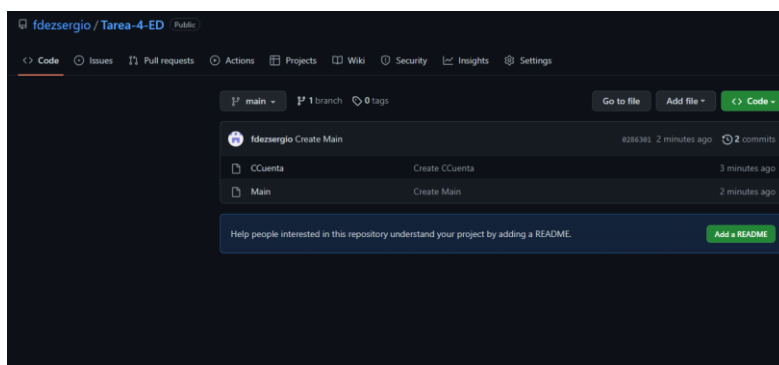 fdezsergio / Tarea-4-ED Public
<> Code Issues Pull requests Actions Projects Wiki Security Insights Settings
main 1 branch 0 tags Go to file Add file <> Code
fdezsergio Create Main 0286301 2 minutes ago 2 commits
CCuenta Create CCuenta 3 minutes ago
Main Create Main 2 minutes ago
Help people interested in this repository understand your project by adding a README. Add a README